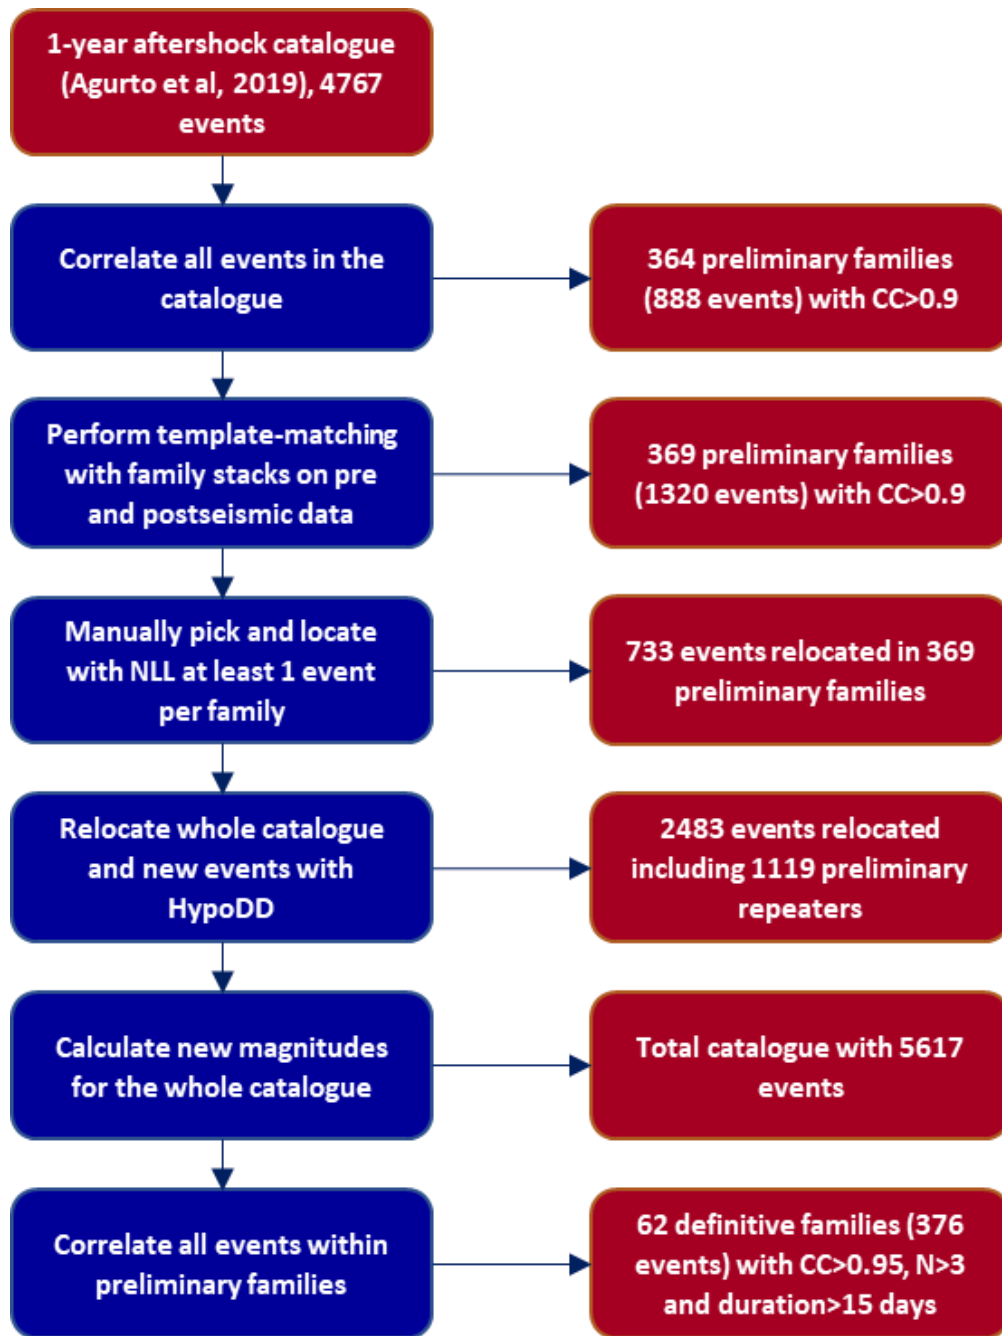 1-year aftershock catalogue
(Agurto et al, 2019), 4767
events
Correlate all events in the
catalogue
364 preliminary families
(888 events) with CC>0.9
Perform template-matching
with family stacks on pre
and postseismic data
369 preliminary families
(1320 events) with CC>0.9
Manually pick and locate
with NLL at least 1 event
per family
733 events relocated in 369
preliminary families
Relocate whole catalogue
and new events with
HypoDD
2483 events relocated
including 1119 preliminary
repeaters
Calculate new magnitudes
for the whole catalogue
Total catalogue with 5617
events
Correlate all events within
preliminary families
62 definitive families (376
events) with CC>0.95, N>3
and duration>15 days